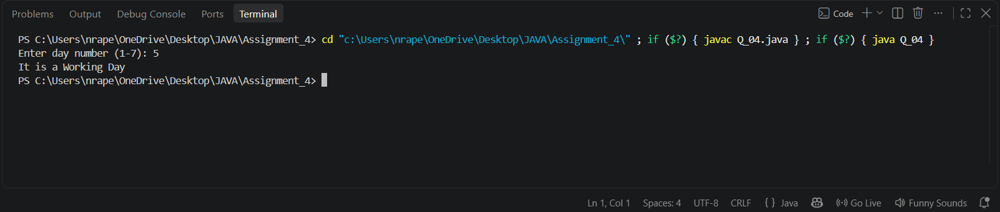 Problems Output Debug Console Ports Terminal Code
PS C:\Users\nrape\OneDrive\Desktop\JAVA\Assignment_4> cd "c:\Users\nrape\OneDrive\Desktop\JAVA\Assignment_4\" ; if ($?) { javac Q_04.java } ; if ($?) { java Q_04 }
Enter day number (1-7): 5
It is a Working Day
PS C:\Users\nrape\OneDrive\Desktop\JAVA\Assignment_4>
Ln 1, Col 1 Spaces: 4 UTF-8 CRLF {} Java Go Live Funny Sounds